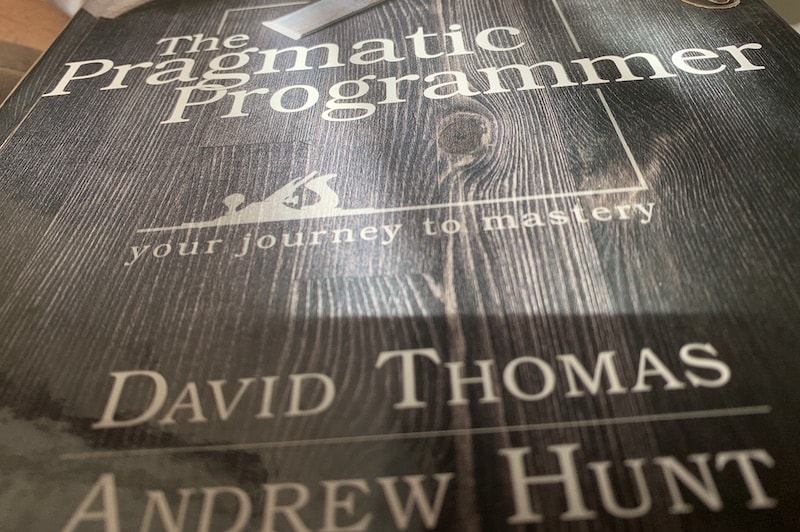 The
Pragmatic
Programmer
your journey to mastery
DAVID THOMAS
ANDREW HUNT